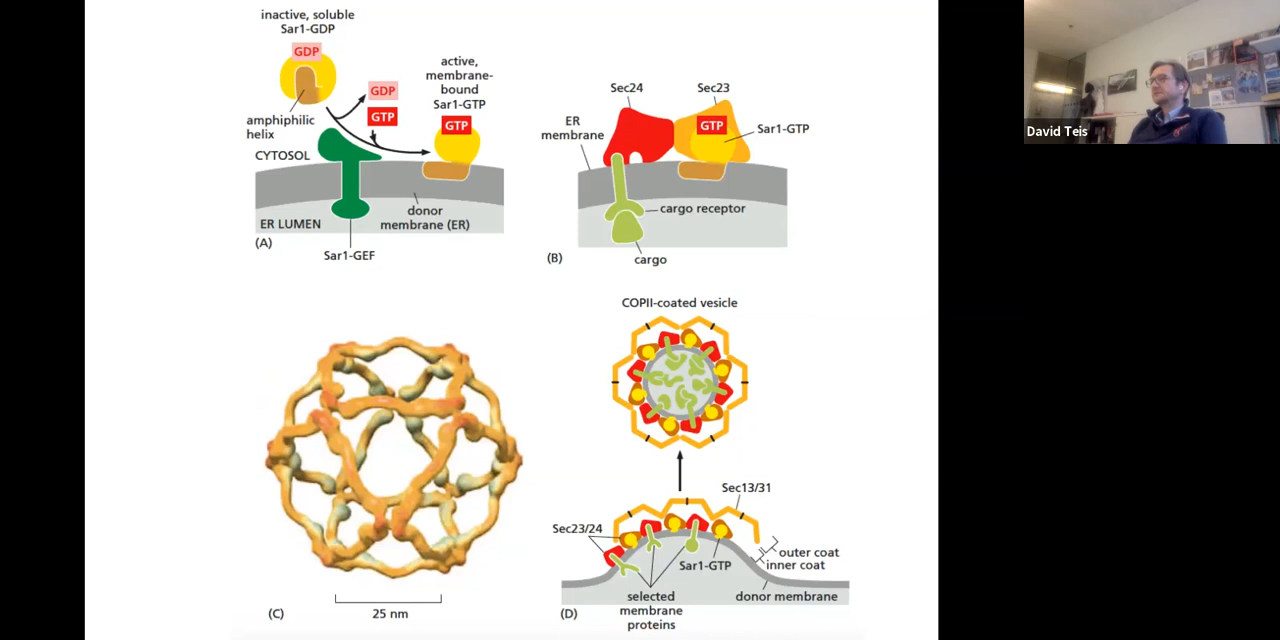 inactive, soluble
Sar1-GDP
GDP
amphiphilic
helix
GDP
GTP
active,
membrane-
bound
Sar1-GTP
GTP
CYTOSOL
ER LUMEN
donor
membrane (ER)
(A)
Sar1-GEF
Sec24
Sec23
ER
membrane
GTP
Sar1-GTP
cargo receptor
(B)
cargo
(C)
25 nm
COPII-coated vesicle
Sec13/31
Sec23/24
Sar1-GTP
outer coat
inner coat
selected
membrane
proteins
donor membrane
(D)
David Teis